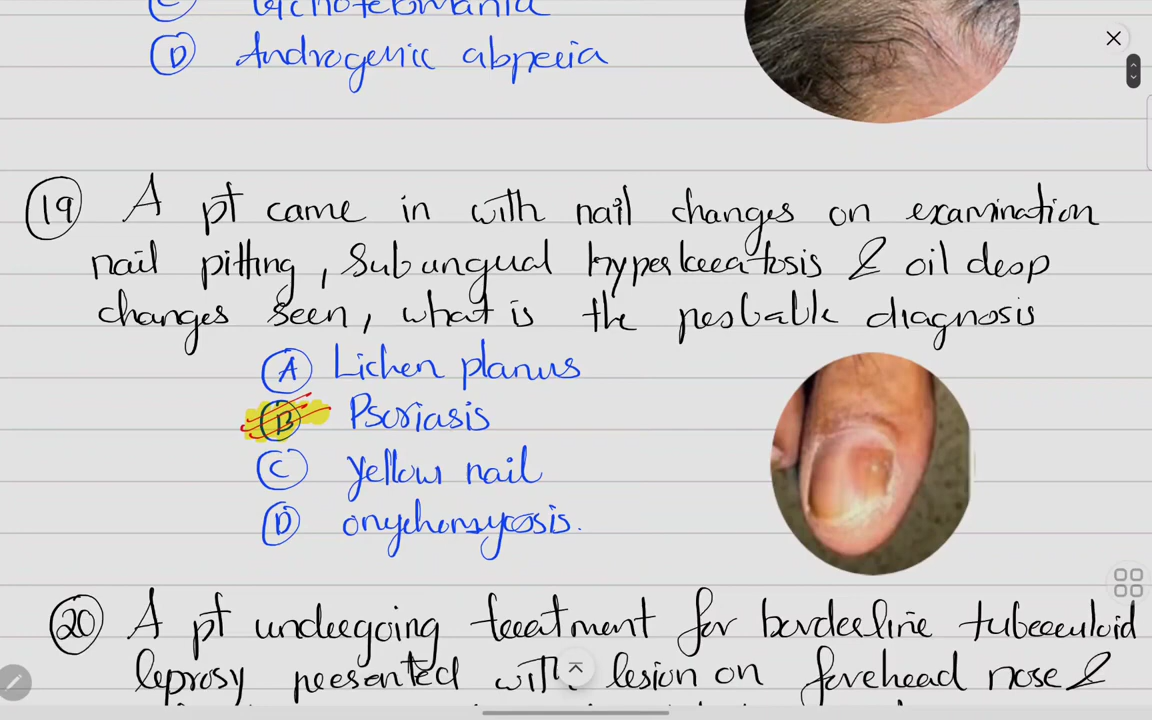 C Trichotelomania
D Androgenic alopecia
19 A pt came in with nail changes on examination
nail pitting, Subungual hyperkeratosis & oil drop
changes seen, what is the probable diagnosis
A Lichen planus
B Psoriasis
C yellow nail
D onychomycosis.
20 A pt undergoing treatment for borderline tuberculoid
leprosy presented with lesion on forehead nose &